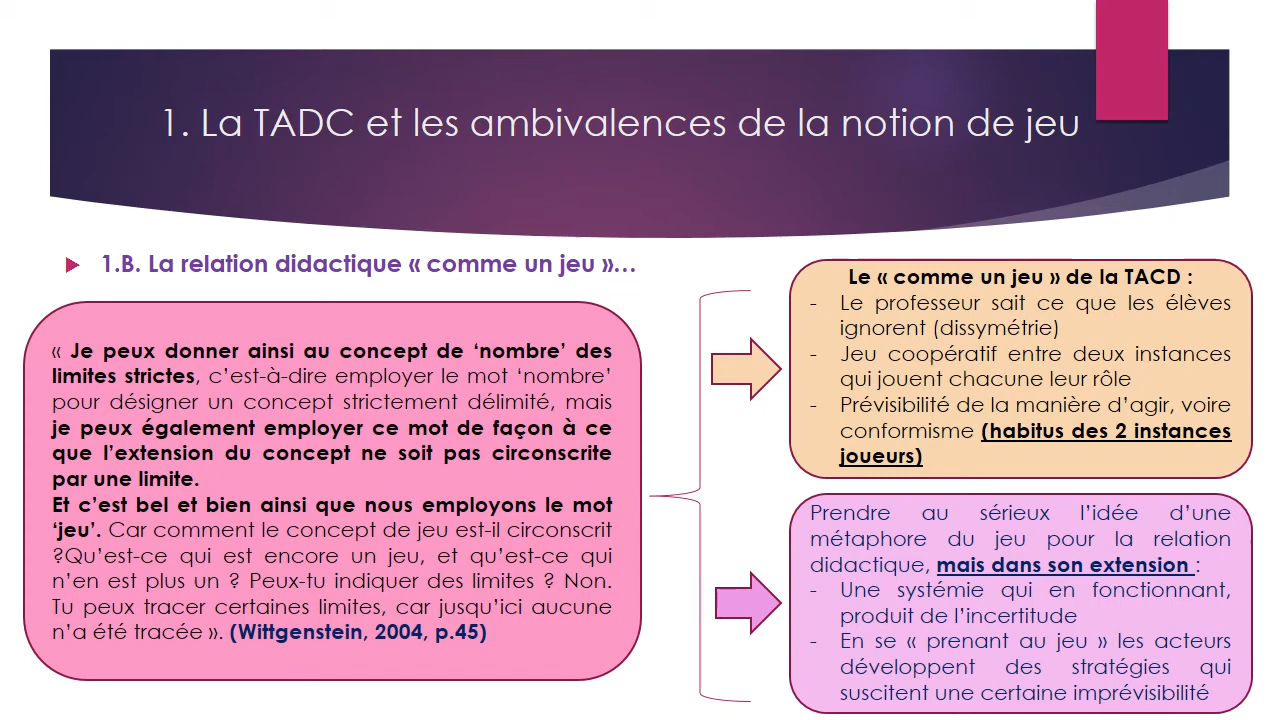 1. La TADC et les ambivalences de la notion de jeu
1.B. La relation didactique « comme un jeu »…
« Je peux donner ainsi au concept de ‘nombre’ des
limites strictes, c’est-à-dire employer le mot ‘nombre’
pour désigner un concept strictement délimité, mais
je peux également employer ce mot de façon à ce
que l’extension du concept ne soit pas circonscrite
par une limite.
Et c’est bel et bien ainsi que nous employons le mot
‘jeu’. Car comment le concept de jeu est-il circonscrit
?Qu’est-ce qui est encore un jeu, et qu’est-ce qui
n’en est plus un ? Peux-tu indiquer des limites ? Non.
Tu peux tracer certaines limites, car jusqu’ici aucune
n’a été tracée ». (Wittgenstein, 2004, p.45)
Le « comme un jeu » de la TACD :
- Le professeur sait ce que les élèves
ignorent (dissymétrie)
- Jeu coopératif entre deux instances
qui jouent chacune leur rôle
- Prévisibilité de la manière d’agir, voire
conformisme (habitus des 2 instances
joueurs)
Prendre au sérieux l’idée d’une
métaphore du jeu pour la relation
didactique, mais dans son extension :
- Une systémie qui en fonctionnant,
produit de l’incertitude
- En se « prenant au jeu » les acteurs
développent des stratégies qui
suscitent une certaine imprévisibilité